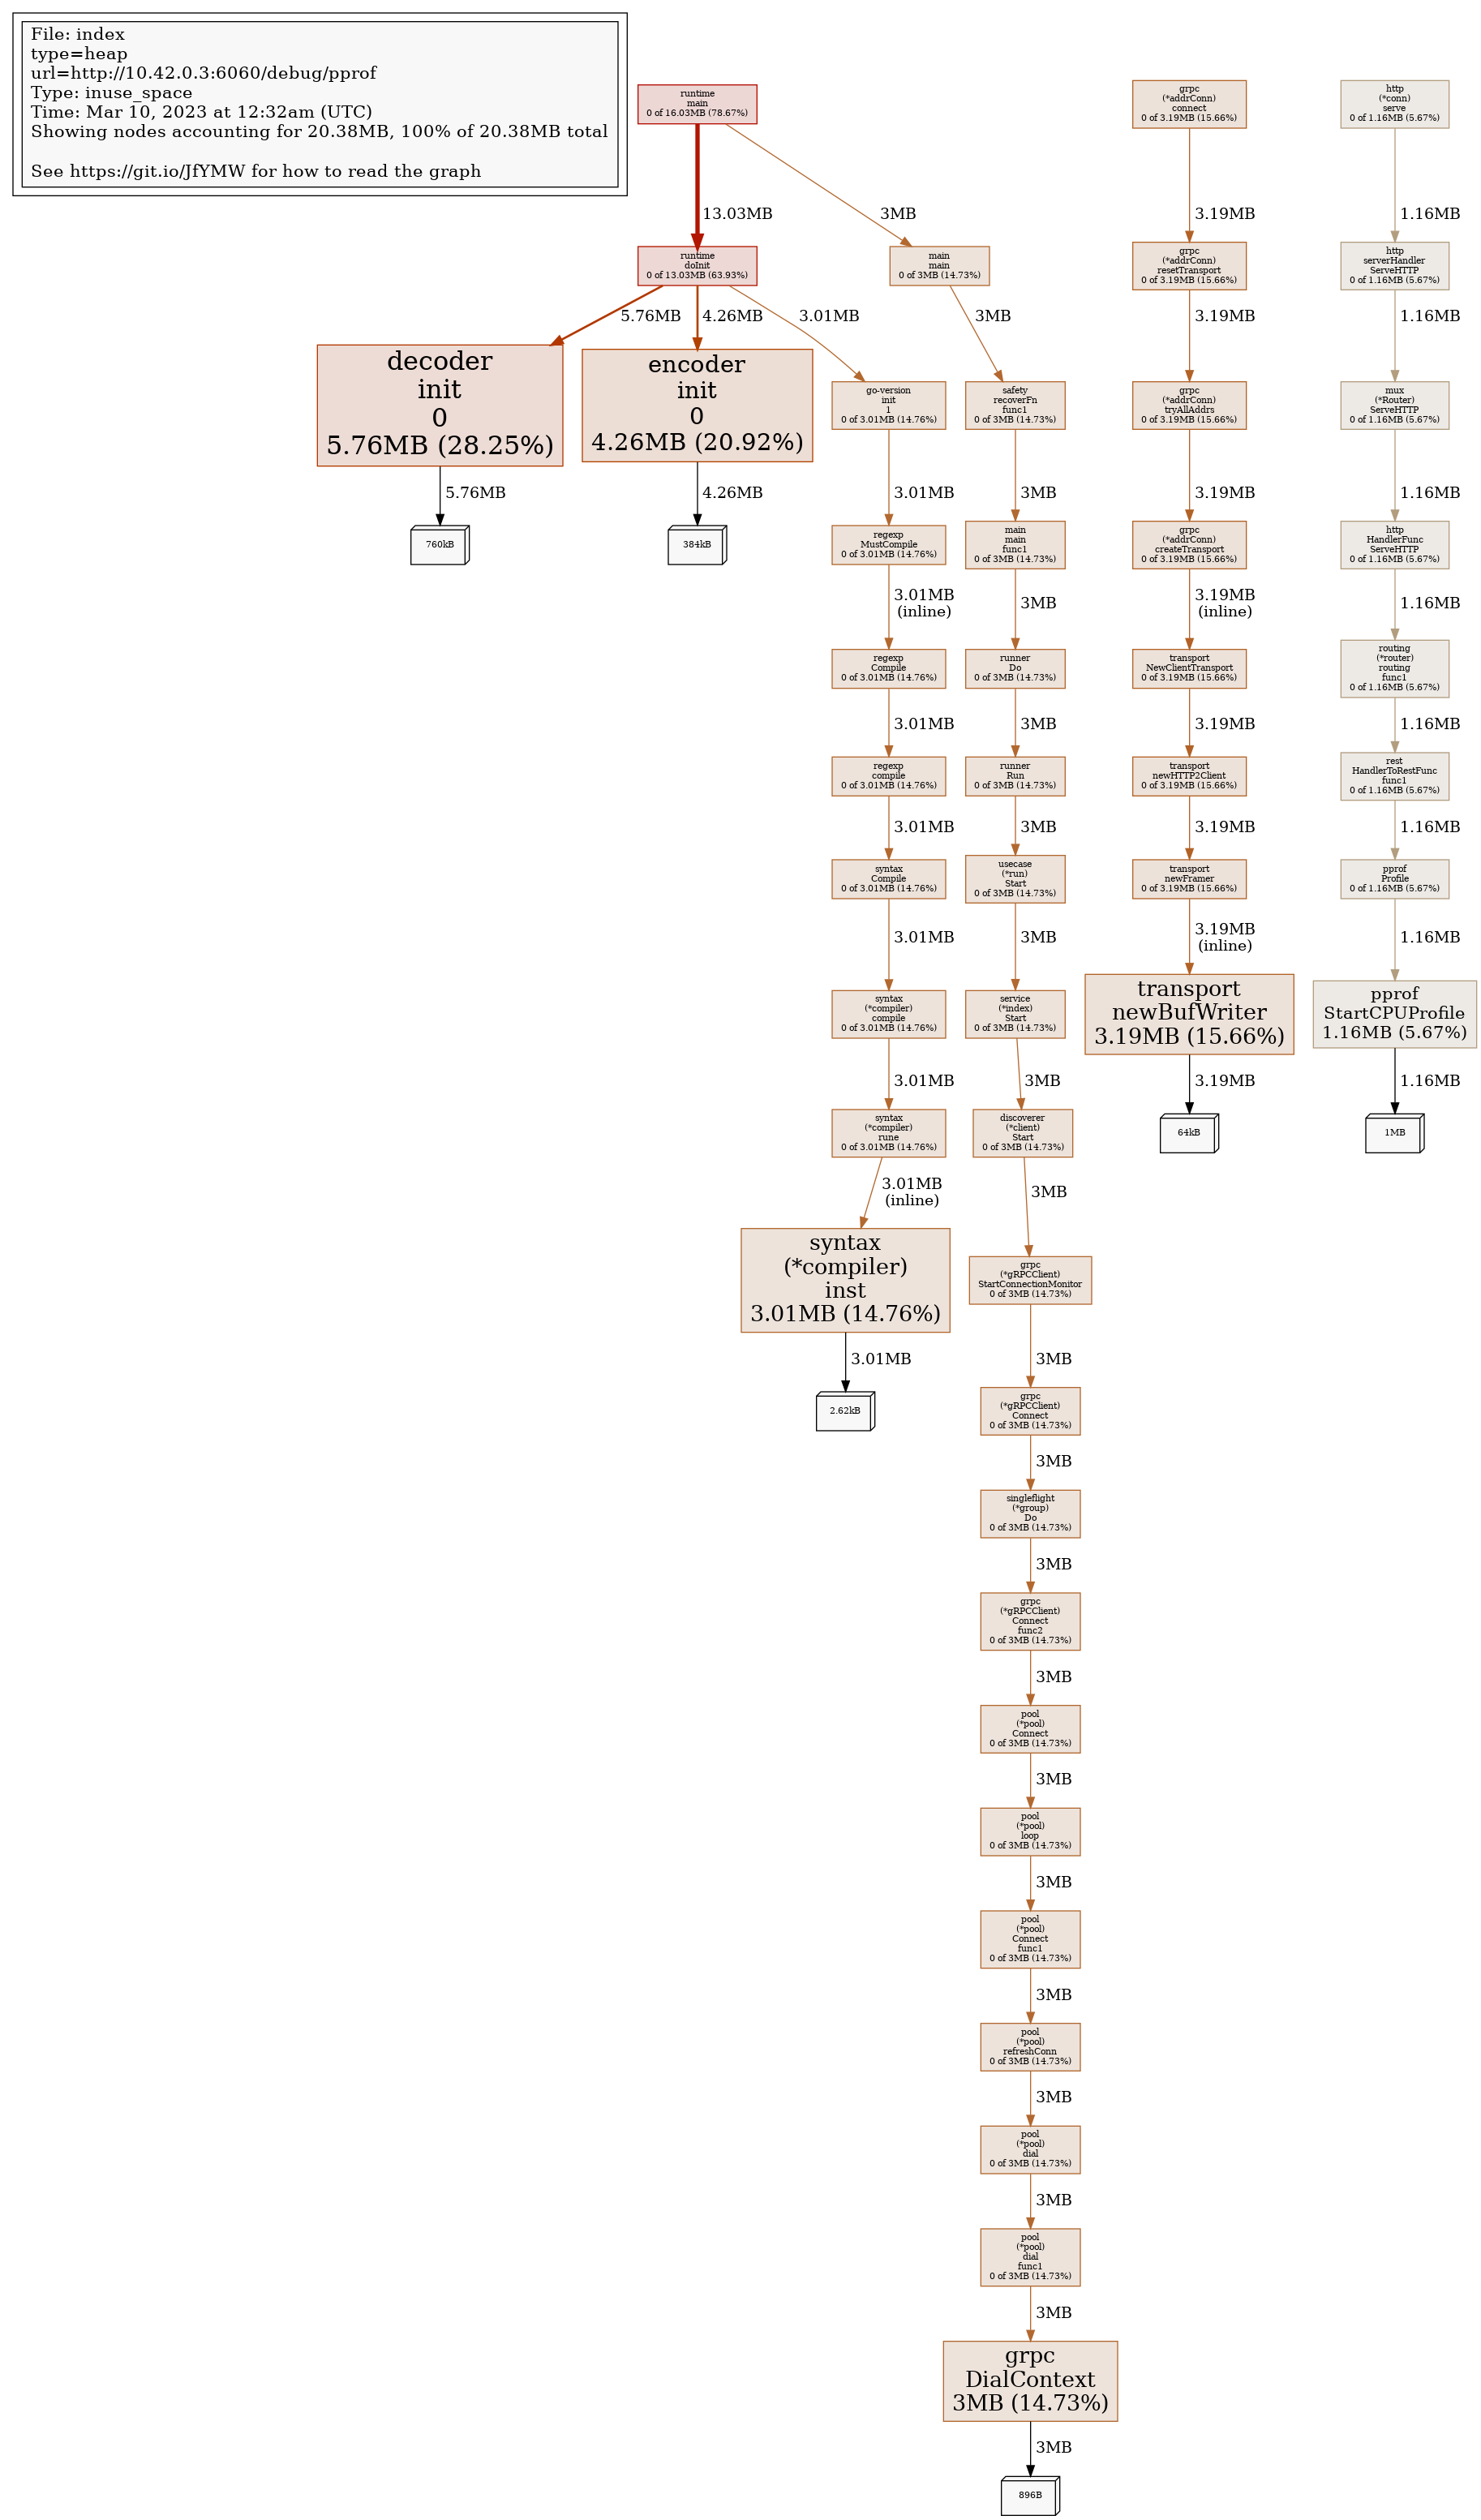 File: index
type=heap
url=http://10.42.0.3:6060/debug/pprof
Type: inuse_space
Time: Mar 10, 2023 at 12:32am (UTC)
Showing nodes accounting for 20.38MB, 100% of 20.38MB total
See https://git.io/JfYMW for how to read the graph
runtime
main
0 of 16.03MB (78.67%)
13.03MB
3MB
runtime
doInit
0 of 13.03MB (63.93%)
5.76MB
4.26MB
3.01MB
decoder
init
0
5.76MB (28.25%)
5.76MB
760kB
encoder
init
0
4.26MB (20.92%)
4.26MB
384kB
go-version
init
1
0 of 3.01MB (14.76%)
3.01MB
regexp
MustCompile
0 of 3.01MB (14.76%)
3.01MB
(inline)
regexp
Compile
0 of 3.01MB (14.76%)
3.01MB
regexp
compile
0 of 3.01MB (14.76%)
3.01MB
syntax
Compile
0 of 3.01MB (14.76%)
3.01MB
syntax
(*compiler)
compile
0 of 3.01MB (14.76%)
3.01MB
syntax
(*compiler)
rune
0 of 3.01MB (14.76%)
3.01MB
(inline)
syntax
(*compiler)
inst
3.01MB (14.76%)
3.01MB
2.62kB
main
main
0 of 3MB (14.73%)
3MB
safety
recoverFn
func1
0 of 3MB (14.73%)
3MB
main
main
func1
0 of 3MB (14.73%)
3MB
runner
Do
0 of 3MB (14.73%)
3MB
runner
Run
0 of 3MB (14.73%)
3MB
usecase
(*run)
Start
0 of 3MB (14.73%)
3MB
service
(*index)
Start
0 of 3MB (14.73%)
3MB
discoverer
(*client)
Start
0 of 3MB (14.73%)
3MB
grpc
(*gRPCClient)
StartConnectionMonitor
0 of 3MB (14.73%)
3MB
grpc
(*gRPCClient)
Connect
0 of 3MB (14.73%)
3MB
singleflight
(*group)
Do
0 of 3MB (14.73%)
3MB
grpc
(*gRPCClient)
Connect
func2
0 of 3MB (14.73%)
3MB
pool
(*pool)
Connect
0 of 3MB (14.73%)
3MB
pool
(*pool)
loop
0 of 3MB (14.73%)
3MB
pool
(*pool)
Connect
func1
0 of 3MB (14.73%)
3MB
pool
(*pool)
refreshConn
0 of 3MB (14.73%)
3MB
pool
(*pool)
dial
0 of 3MB (14.73%)
3MB
pool
(*pool)
dial
func1
0 of 3MB (14.73%)
3MB
grpc
DialContext
3MB (14.73%)
3MB
896B
grpc
(*addrConn)
connect
0 of 3.19MB (15.66%)
3.19MB
grpc
(*addrConn)
resetTransport
0 of 3.19MB (15.66%)
3.19MB
grpc
(*addrConn)
tryAllAddrs
0 of 3.19MB (15.66%)
3.19MB
grpc
(*addrConn)
createTransport
0 of 3.19MB (15.66%)
3.19MB
(inline)
transport
NewClientTransport
0 of 3.19MB (15.66%)
3.19MB
transport
newHTTP2Client
0 of 3.19MB (15.66%)
3.19MB
transport
newFramer
0 of 3.19MB (15.66%)
3.19MB
(inline)
transport
newBufWriter
3.19MB (15.66%)
3.19MB
64kB
http
(*conn)
serve
0 of 1.16MB (5.67%)
1.16MB
http
serverHandler
ServeHTTP
0 of 1.16MB (5.67%)
1.16MB
mux
(*Router)
ServeHTTP
0 of 1.16MB (5.67%)
1.16MB
http
HandlerFunc
ServeHTTP
0 of 1.16MB (5.67%)
1.16MB
routing
(*router)
routing
func1
0 of 1.16MB (5.67%)
1.16MB
rest
HandlerToRestFunc
func1
0 of 1.16MB (5.67%)
1.16MB
pprof
Profile
0 of 1.16MB (5.67%)
1.16MB
pprof
StartCPUProfile
1.16MB (5.67%)
1.16MB
1MB